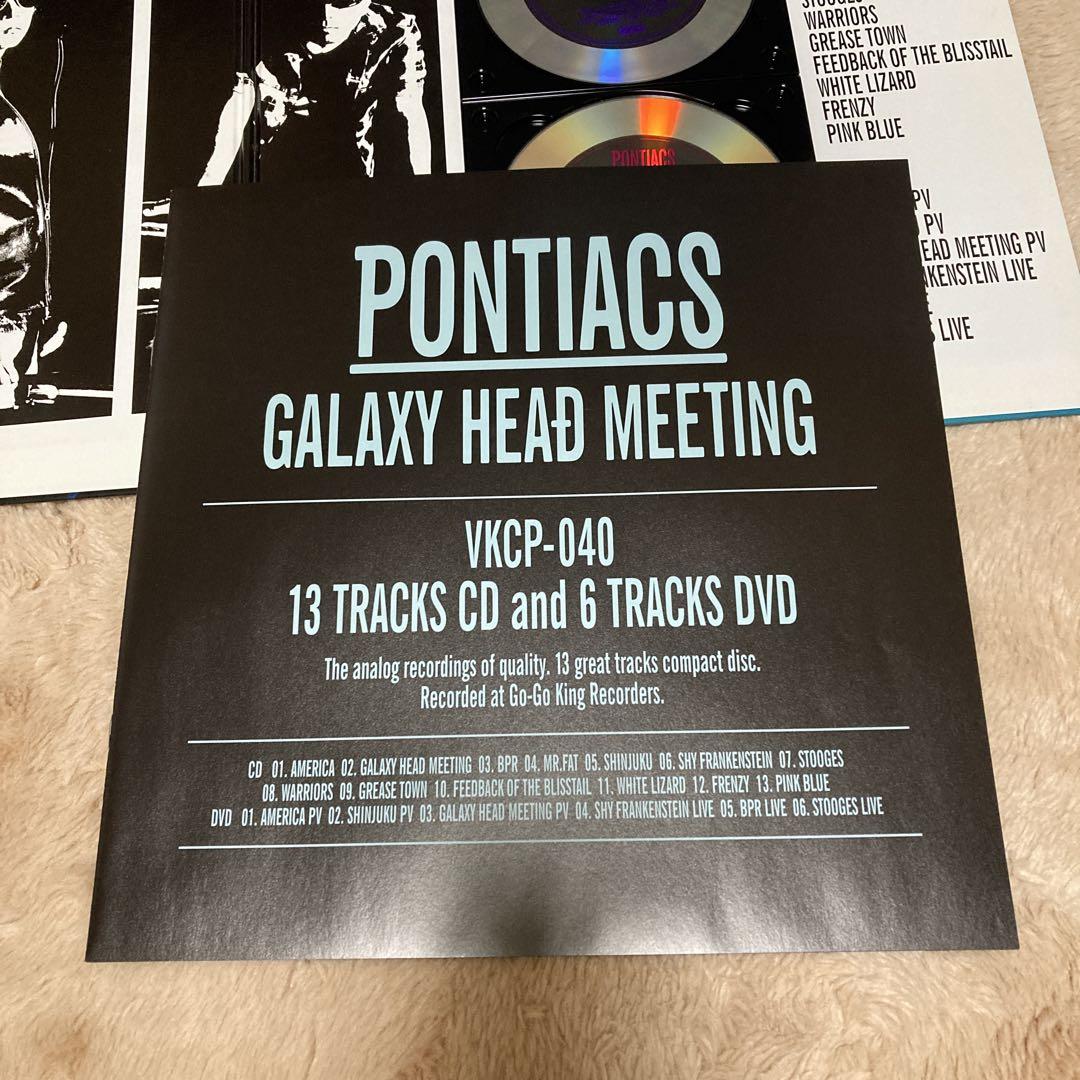 WARRIORS
GREASE TOWN
FEEDBACK OF THE BLISSTAIL
WHITE LIZARD
FRENZY
PINK BLUE
PONTIACS
PV
PV
EAD MEETING PV
NKENSTEIN LIVE
LIVE
PONTIACS
GALAXY HEAĐ MEETING
VKCP-040
13 TRACKS CD and 6 TRACKS DVD
The analog recordings of quality. 13 great tracks compact disc.
Recorded at Go-Go King Recorders.
CD 01. AMERICA 02. GALAXY HEAD MEETING 03. BPR 04. MR.FAT 05. SHINJUKU 06. SHY FRANKENSTEIN 07. STOOGES
08. WARRIORS 09. GREASE TOWN 10. FEEDBACK OF THE BLISSTAIL 11. WHITE LIZARD 12. FRENZY 13. PINK BLUE
DVD 01. AMERICA PV 02. SHINJUKU PV 03. GALAXY HEAD MEETING PV 04. SHY FRANKENSTEIN LIVE 05. BPR LIVE 06. STOOGES LIVE